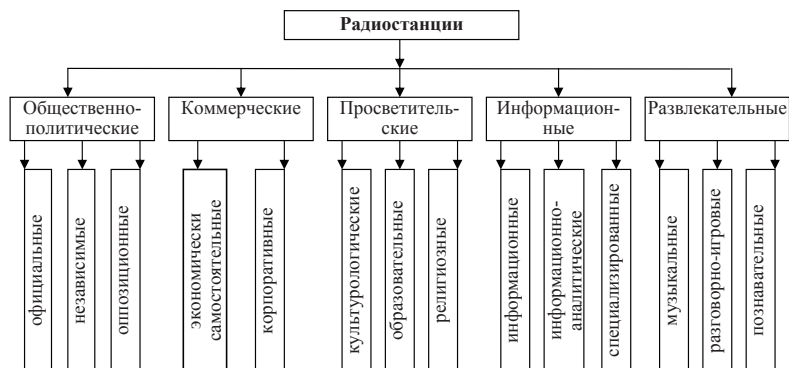 Радиостанции
Общественно-
политические
Коммерческие
Просветитель-
ские
Информацион-
ные
Развлекательные
официальные
независимые
оппозиционные
экономически
самостоятельные
корпоративные
культурологические
образовательные
религиозные
информационные
информационно-
аналитические
специализированные
музыкальные
разговорно-игровые
познавательные